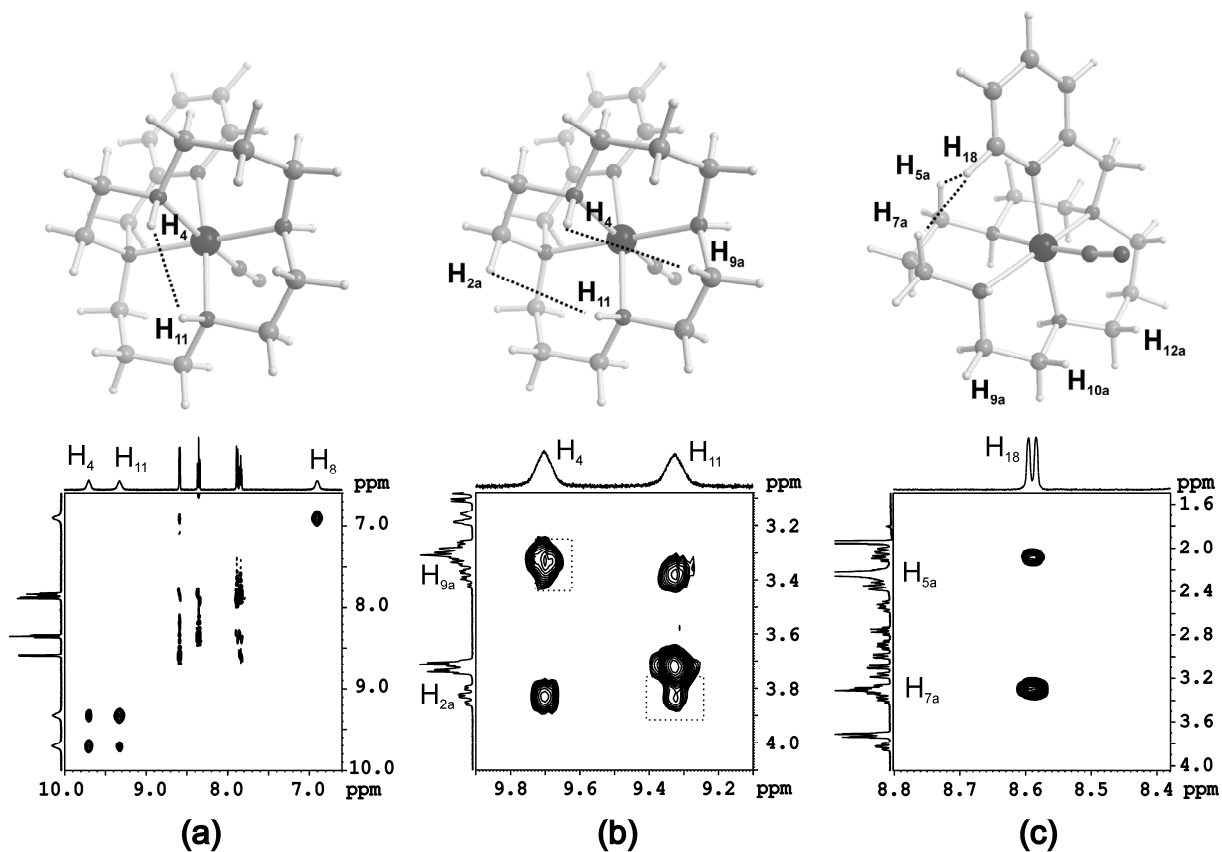 H4
H11
H4
H9a
H2a
H11
H18
H5a
H7a
H12a
H10a
H9a
H4 H11 H8
ppm
7.0
8.0
9.0
10.0
10.0 9.0 8.0 7.0 ppm
(a)
H4 H11
ppm
3.2
H9a
3.4
3.6
H2a
3.8
4.0
9.8 9.6 9.4 9.2 ppm
(b)
H18
ppm
1.6
2.0
H5a
2.4
2.8
H7a
3.2
3.6
4.0
8.8 8.7 8.6 8.5 8.4 ppm
(c)